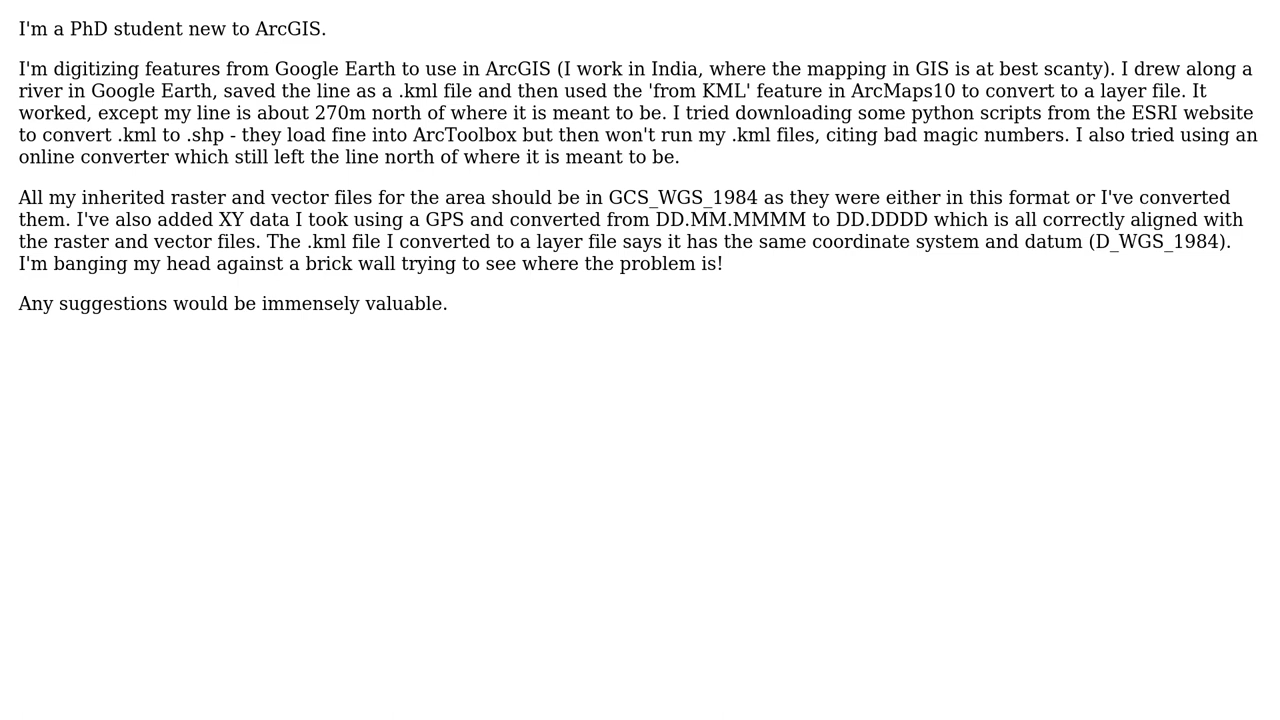 I'm a PhD student new to ArcGIS.
I'm digitizing features from Google Earth to use in ArcGIS (I work in India, where the mapping in GIS is at best scanty). I drew along a
river in Google Earth, saved the line as a .kml file and then used the 'from KML' feature in ArcMaps10 to convert to a layer file. It
worked, except my line is about 270m north of where it is meant to be. I tried downloading some python scripts from the ESRI website
to convert .kml to .shp - they load fine into ArcToolbox but then won't run my .kml files, citing bad magic numbers. I also tried using an
online converter which still left the line north of where it is meant to be.
All my inherited raster and vector files for the area should be in GCS_WGS_1984 as they were either in this format or I've converted
them. I've also added XY data I took using a GPS and converted from DD.MM.MMMM to DD.DDDD which is all correctly aligned with
the raster and vector files. The .kml file I converted to a layer file says it has the same coordinate system and datum (D_WGS_1984).
I'm banging my head against a brick wall trying to see where the problem is!
Any suggestions would be immensely valuable.